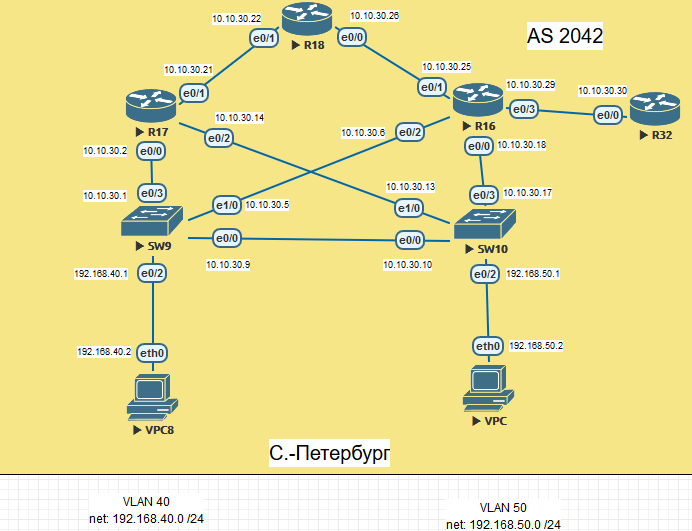 10.10.30.22
10.10.30.26
e0/1
R18
e0/0
AS 2042
10.10.30.21
10.10.30.25
e0/1
e0/1
10.10.30.29
10.10.30.30
e0/3
e0/0
R32
R17
10.10.30.14
R16
e0/2
10.10.30.6
e0/2
e0/0
10.10.30.18
10.10.30.2
e0/0
10.10.30.1
e0/3
10.10.30.13
e0/3
10.10.30.17
e1/0
10.10.30.5
e1/0
SW9
e0/0
e0/0
SW10
10.10.30.9
10.10.30.10
192.168.40.1
e0/2
e0/2
192.168.50.1
192.168.40.2
eth0
eth0
192.168.50.2
VPC8
VPC
С.-Петербург
VLAN 40
net: 192.168.40.0 /24
VLAN 50
net: 192.168.50.0 /24